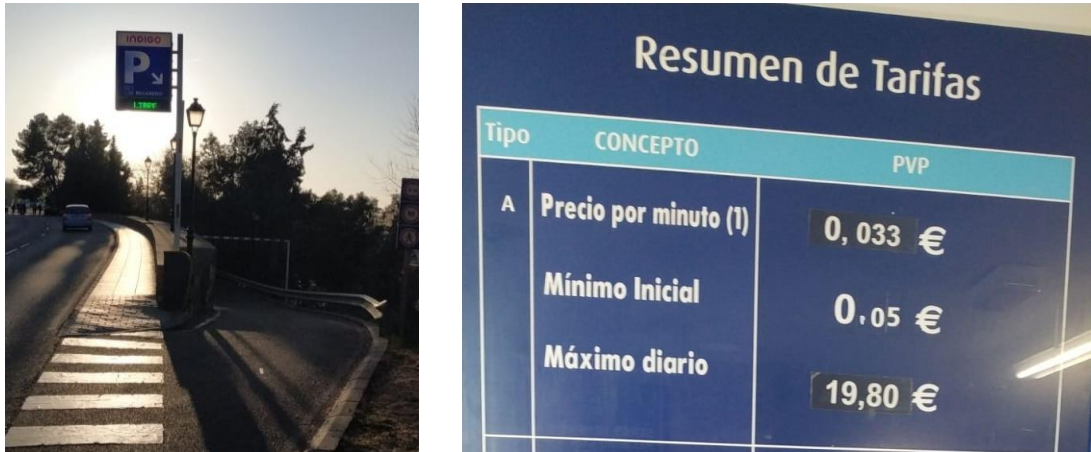 INDIGO
P
LIBRE
Resumen de Tarifas
Tipo CONCEPTO PVP
A Precio por minuto (1) 0,033 €
Mínimo Inicial 0,05 €
Máximo diario 19,80 €